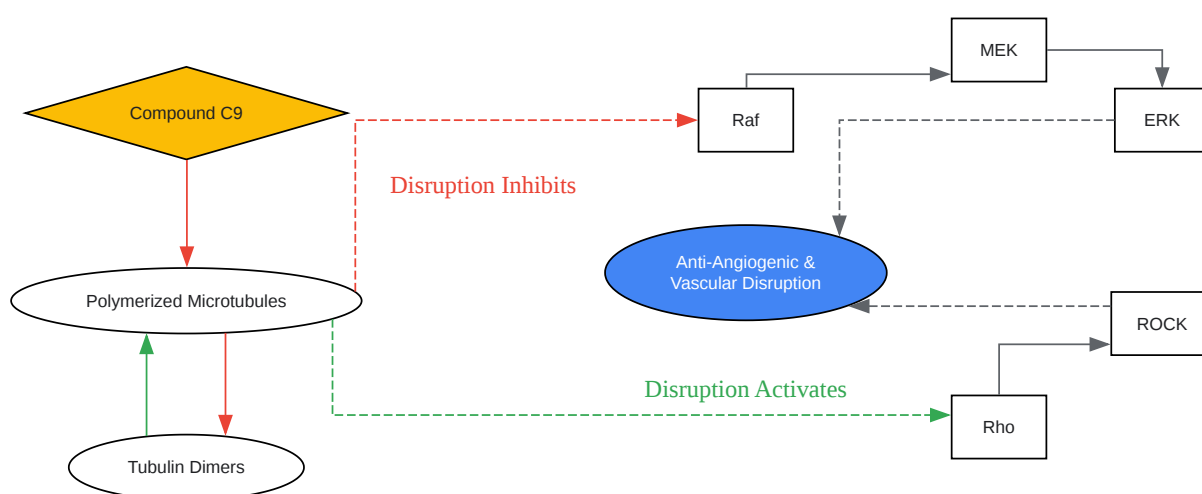 MEK
Compound C9
Raf
ERK
Disruption Inhibits
Anti-Angiogenic &
Vascular Disruption
Polymerized Microtubules
ROCK
Disruption Activates
Rho
Tubulin Dimers